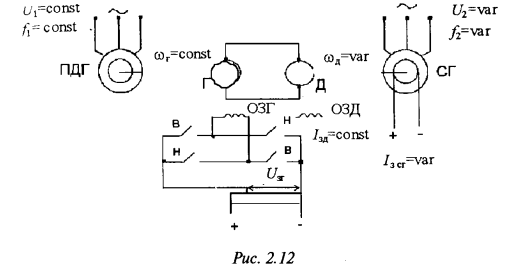 U₁=const
f₁= const
U₂=var
f₂=var
ωг=const
ωд=var
ПДГ
Г
Д
СГ
ОЗГ
ОЗД
В
Н
Iзд=const
+ -
Н
В
Iз сг=var
Uзг
+ -
Рис. 2.12